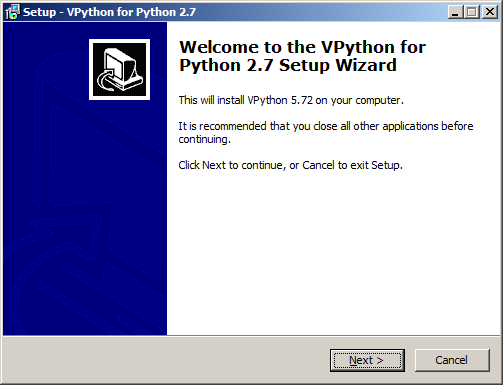 Setup - VPython for Python 2.7
Welcome to the VPython for
Python 2.7 Setup Wizard
This will install VPython 5.72 on your computer.
It is recommended that you close all other applications before
continuing.
Click Next to continue, or Cancel to exit Setup.
Next >
Cancel